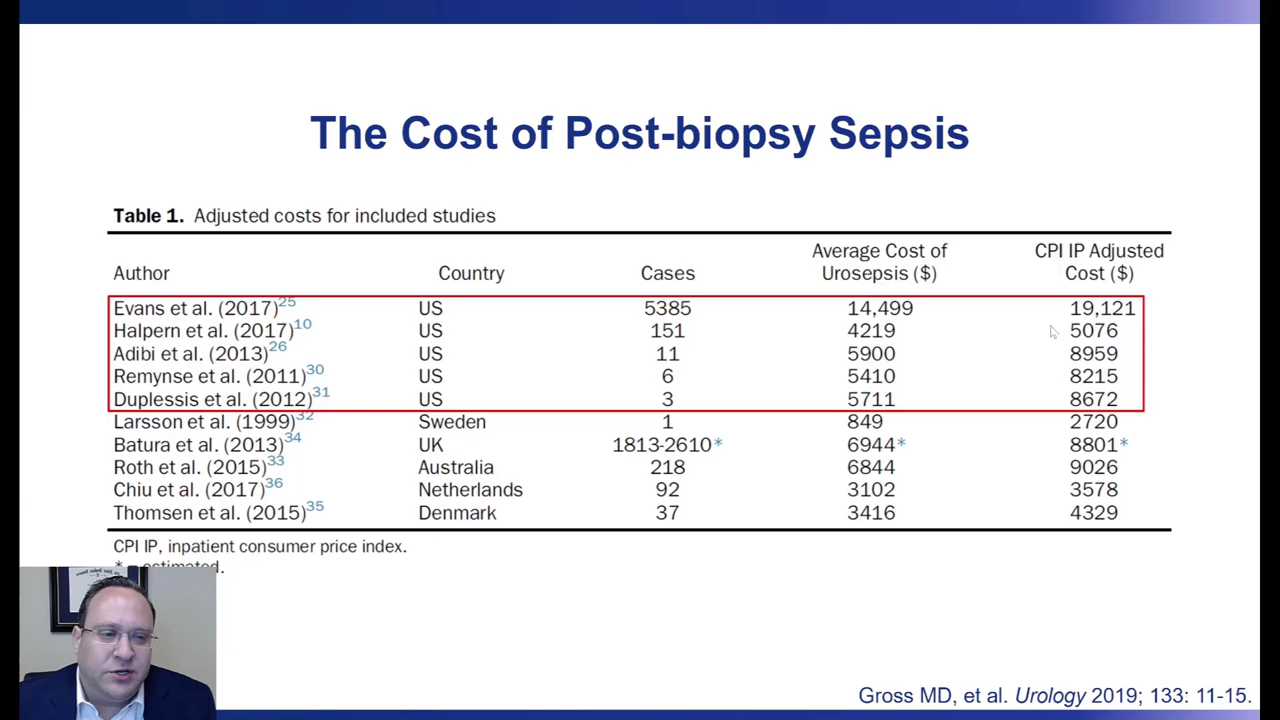 The Cost of Post-biopsy Sepsis
Table 1. Adjusted costs for included studies
Author Country Cases Average Cost of Urosepsis ($) CPI IP Adjusted Cost ($)
Evans et al. (2017)25 US 5385 14,499 19,121
Halpern et al. (2017)10 US 151 4219 5076
Adibi et al. (2013)26 US 11 5900 8959
Remynse et al. (2011)30 US 6 5410 8215
Duplessis et al. (2012)31 US 3 5711 8672
Larsson et al. (1999)32 Sweden 1 849 2720
Batura et al. (2013)34 UK 1813-2610* 6944* 8801*
Roth et al. (2015)33 Australia 218 6844 9026
Chiu et al. (2017)36 Netherlands 92 3102 3578
Thomsen et al. (2015)35 Denmark 37 3416 4329
CPI IP, inpatient consumer price index.
* = estimated.
Gross MD, et al. Urology 2019; 133: 11-15.